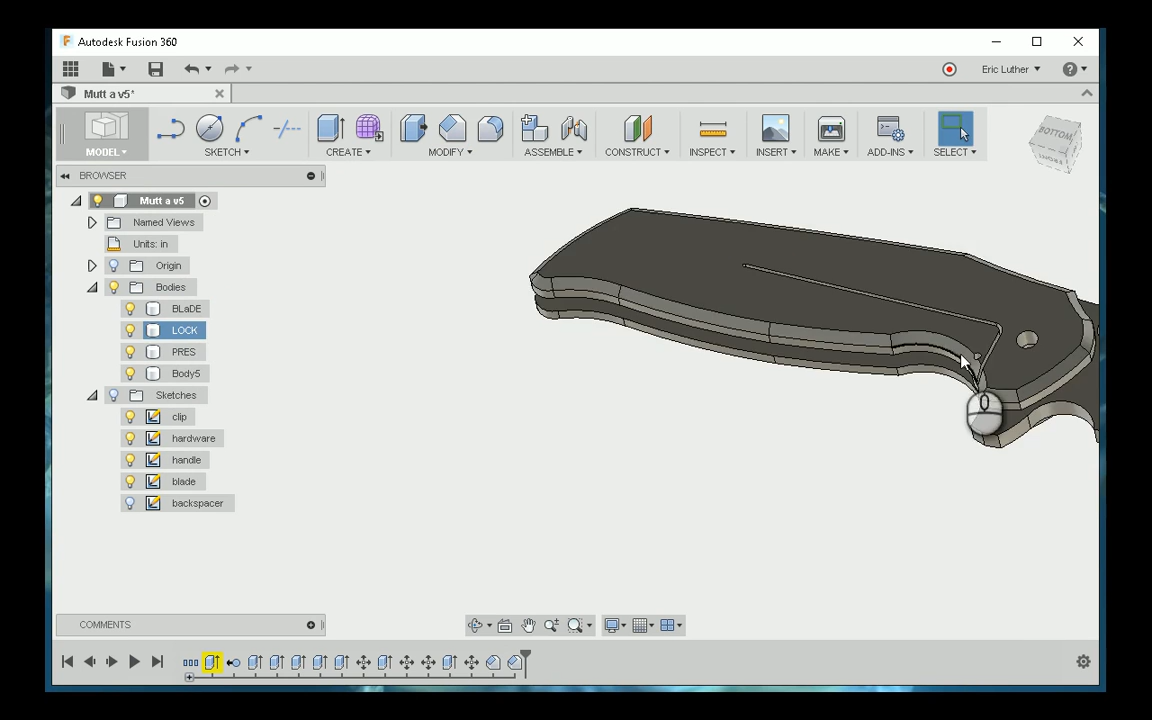 Autodesk Fusion 360
Eric Luther
Mutt a v5*
MODEL
SKETCH
CREATE
MODIFY
ASSEMBLE
CONSTRUCT
INSPECT
INSERT
MAKE
ADD-INS
SELECT
BOTTOM
BROWSER
Mutt a v5
Named Views
Units: in
Origin
Bodies
BLaDE
LOCK
PRES
Body5
Sketches
clip
hardware
handle
blade
backspacer
COMMENTS